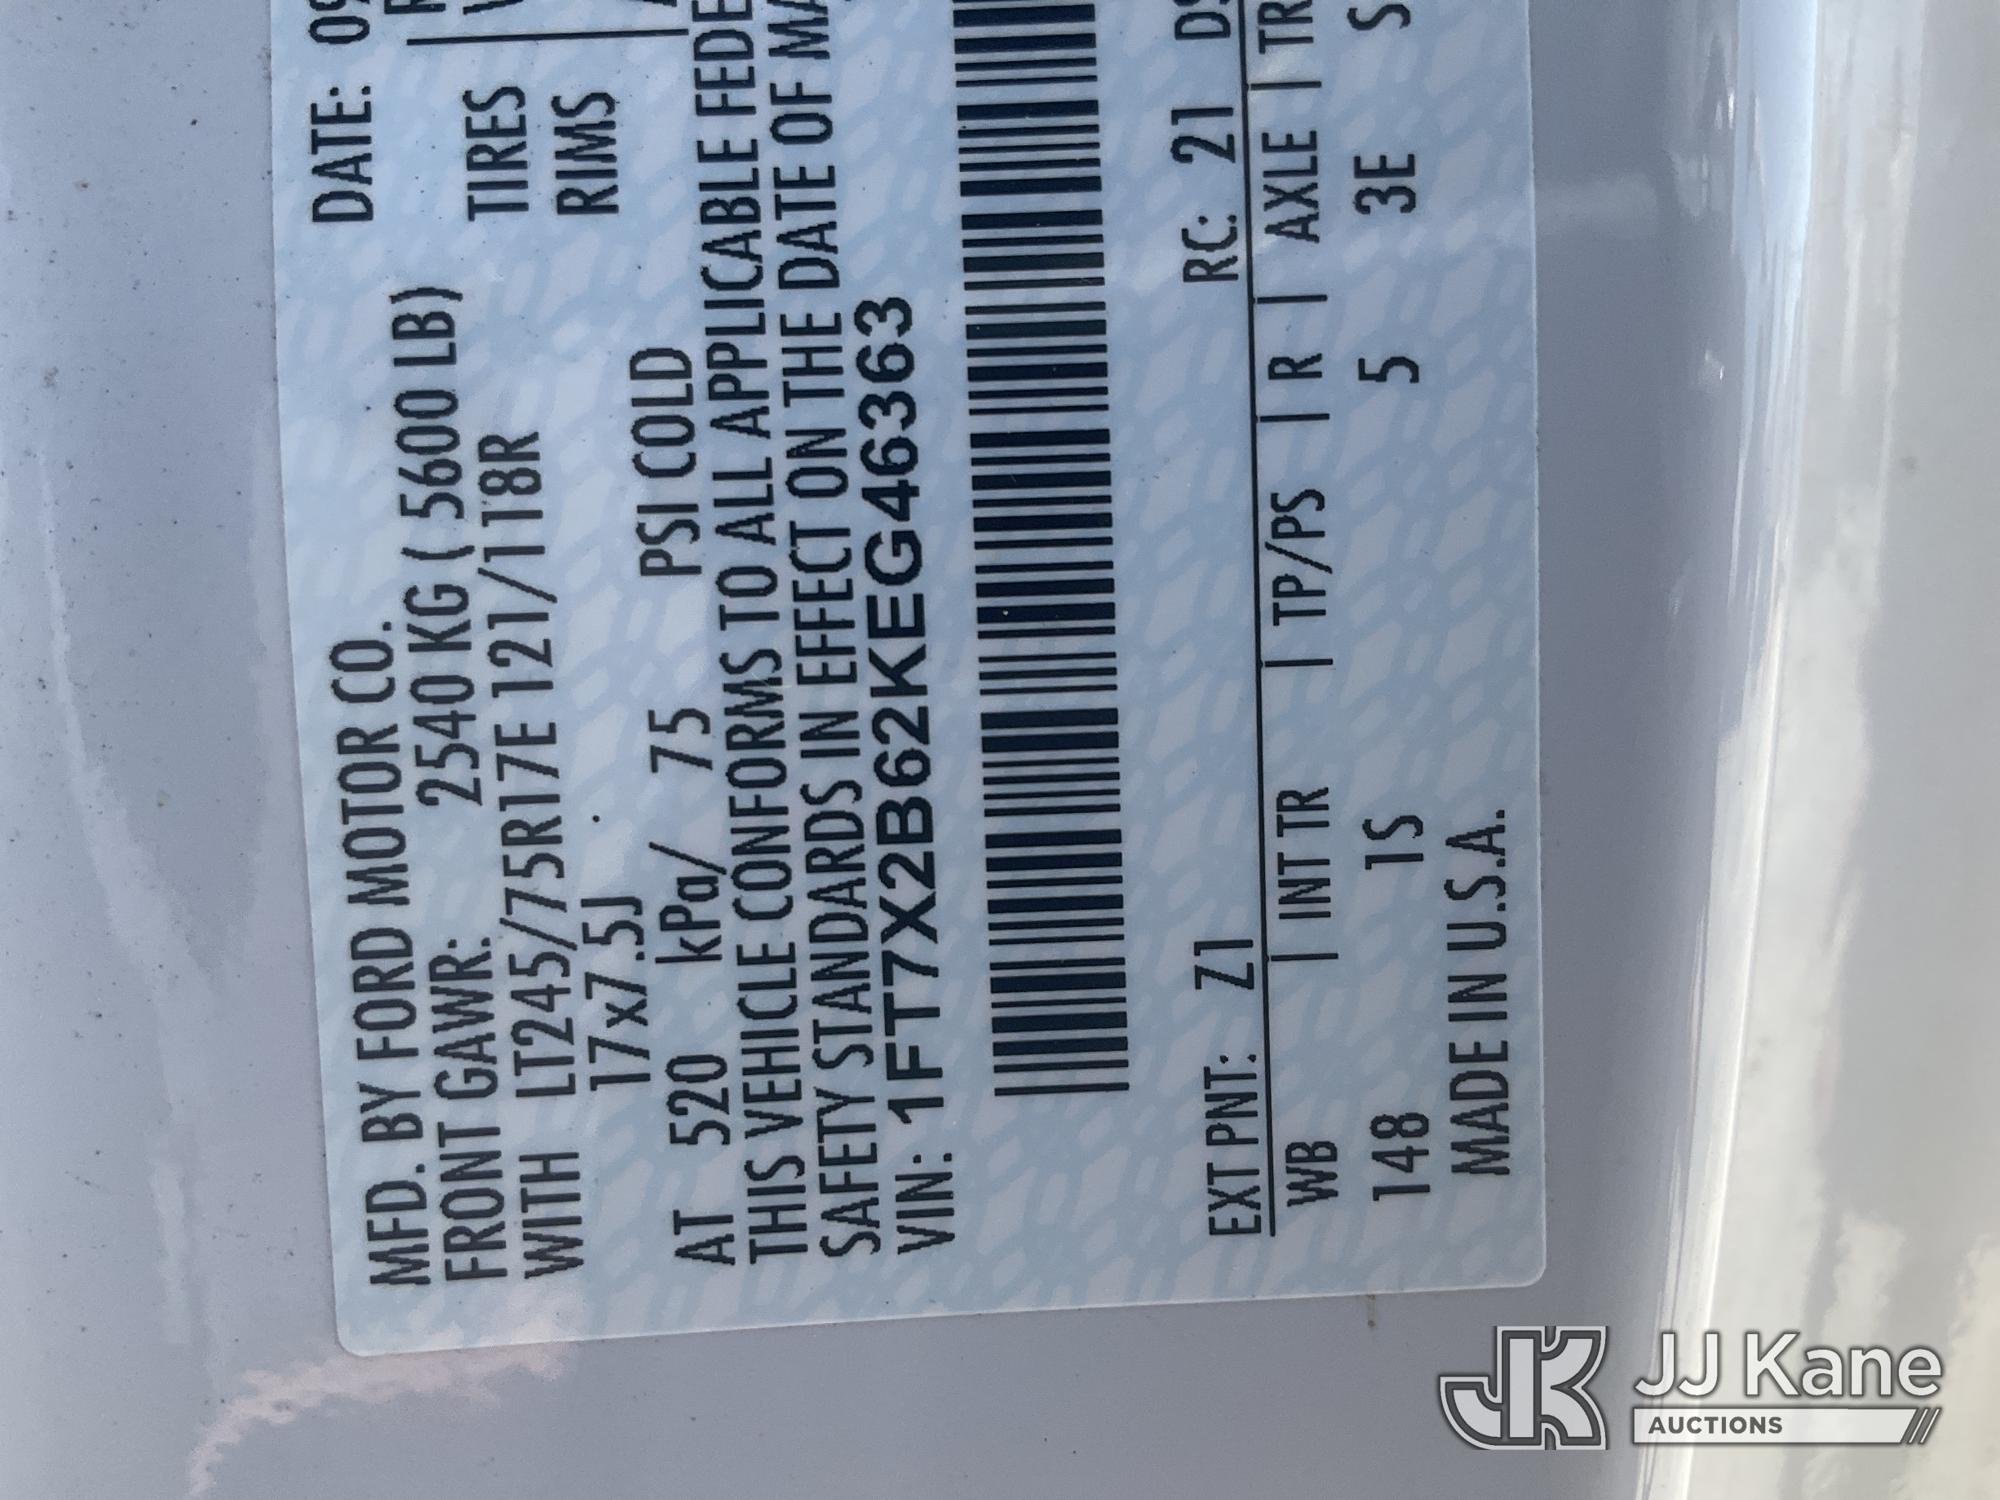 MFD. BY FORD MOTOR CO.
DATE: 09
FRONT GAWR: 2540 KG ( 5600 LB)
WITH LT245/75R17E 121/118R TIRES
17x7.5J RIMS
AT 520 kPa/ 75 PSI COLD
THIS VEHICLE CONFORMS TO ALL APPLICABLE FEDE
SAFETY STANDARDS IN EFFECT ON THE DATE OF MA
VIN: 1FT7X2B62KEG46363
EXT PNT: Z1 RC: 21 DS
WB | INT TR | TP/PS | R | AXLE | TR
148 1S 5 3E S
MADE IN U.S.A.
JK JJ Kane
AUCTIONS